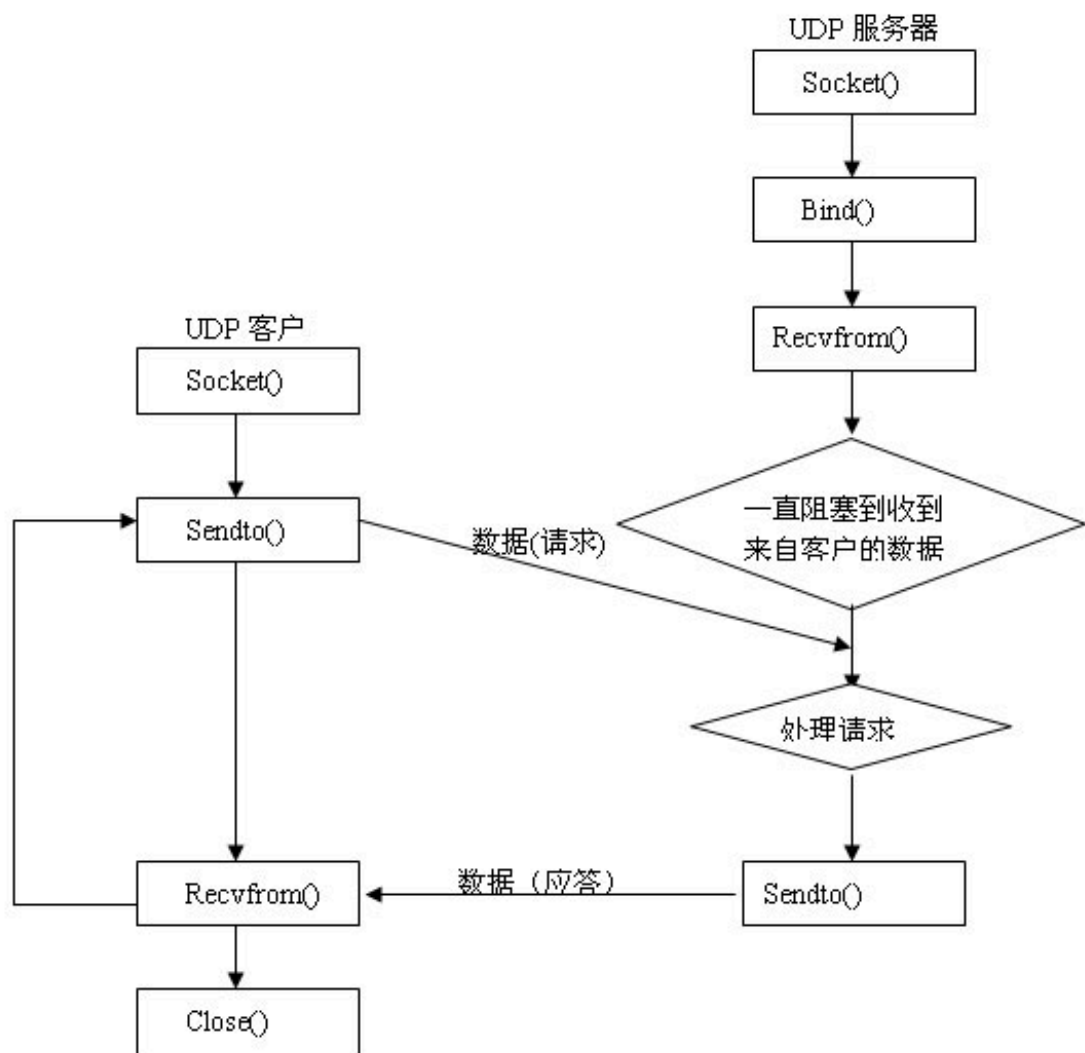 UDP 服务器
Socket()
Bind()
Recvfrom()
UDP 客户
Socket()
一直阻塞到收到
来自客户的数据
Sendto()
数据(请求)
处理请求
Recvfrom()
数据（应答）
Sendto()
Close()